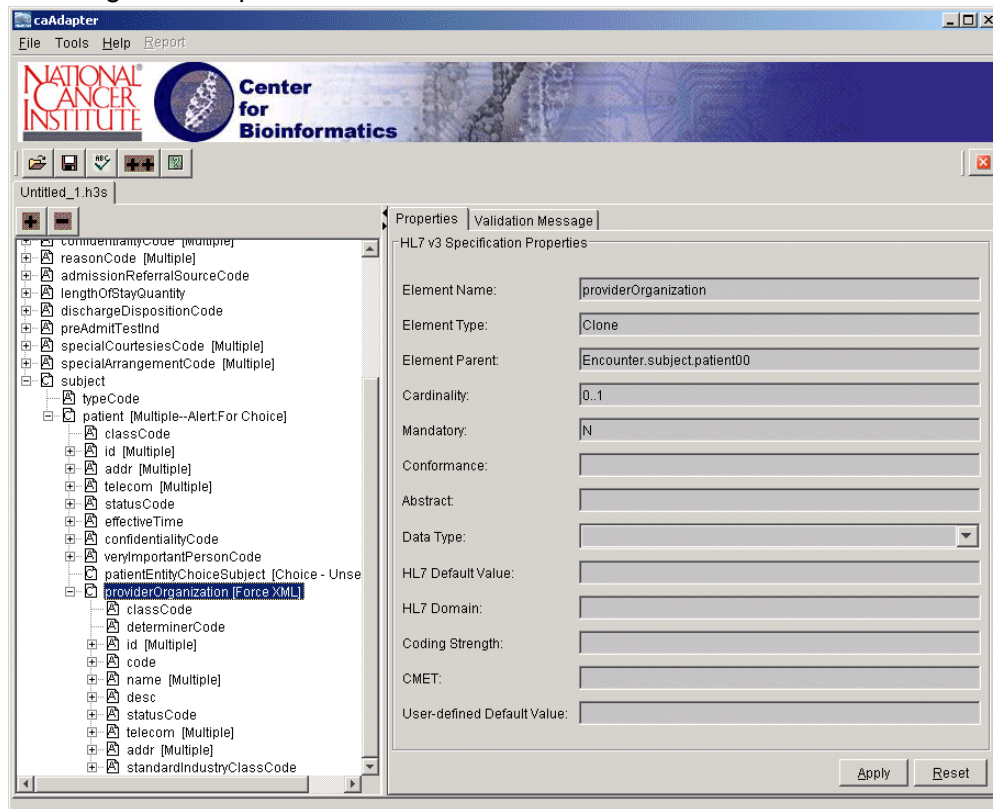 caAdapter
File Tools Help Report
NATIONAL CANCER INSTITUTE
Center for Bioinformatics
ABC
Untitled_1.h3s
confidentialityCode [Multiple]
reasonCode [Multiple]
admissionReferralSourceCode
lengthOfStayQuantity
dischargeDispositionCode
preAdmitTestInd
specialCourtesiesCode [Multiple]
specialArrangementCode [Multiple]
subject
typeCode
patient [Multiple--Alert:For Choice]
classCode
id [Multiple]
addr [Multiple]
telecom [Multiple]
statusCode
effectiveTime
confidentialityCode
veryImportantPersonCode
patientEntityChoiceSubject [Choice - Unse
providerOrganization [Force XML]
classCode
determinerCode
id [Multiple]
code
name [Multiple]
desc
statusCode
telecom [Multiple]
addr [Multiple]
standardIndustryClassCode
Properties Validation Message
HL7 v3 Specification Properties
Element Name: providerOrganization
Element Type: Clone
Element Parent: Encounter.subject.patient00
Cardinality: 0..1
Mandatory: N
Conformance:
Abstract:
Data Type:
HL7 Default Value:
HL7 Domain:
Coding Strength:
CMET:
User-defined Default Value:
Apply Reset